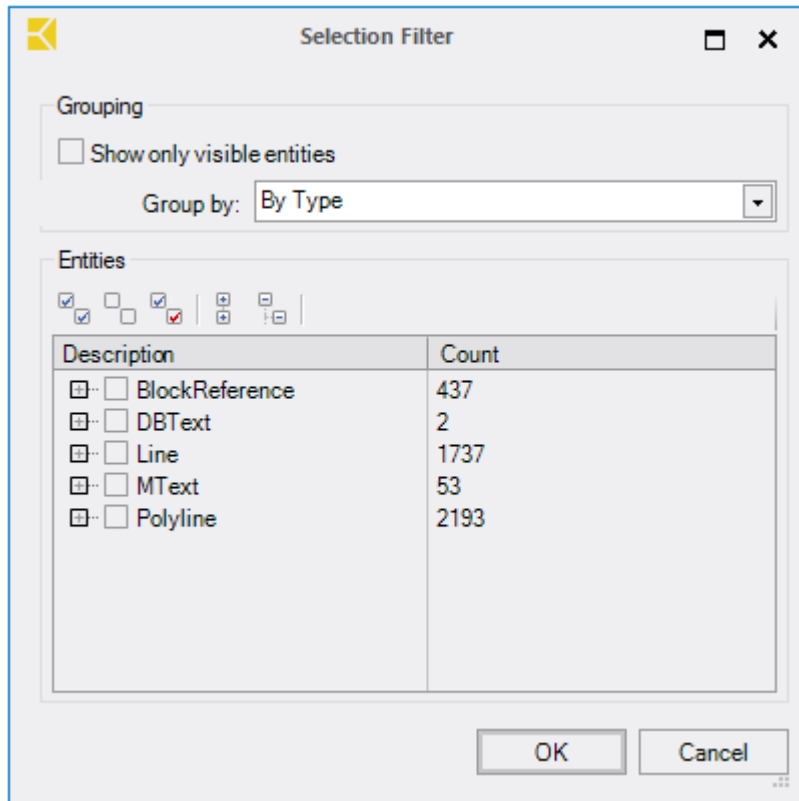 Selection Filter
Grouping
Show only visible entities
Group by: By Type
Entities
Description Count
BlockReference 437
DBText 2
Line 1737
MText 53
Polyline 2193
OK Cancel